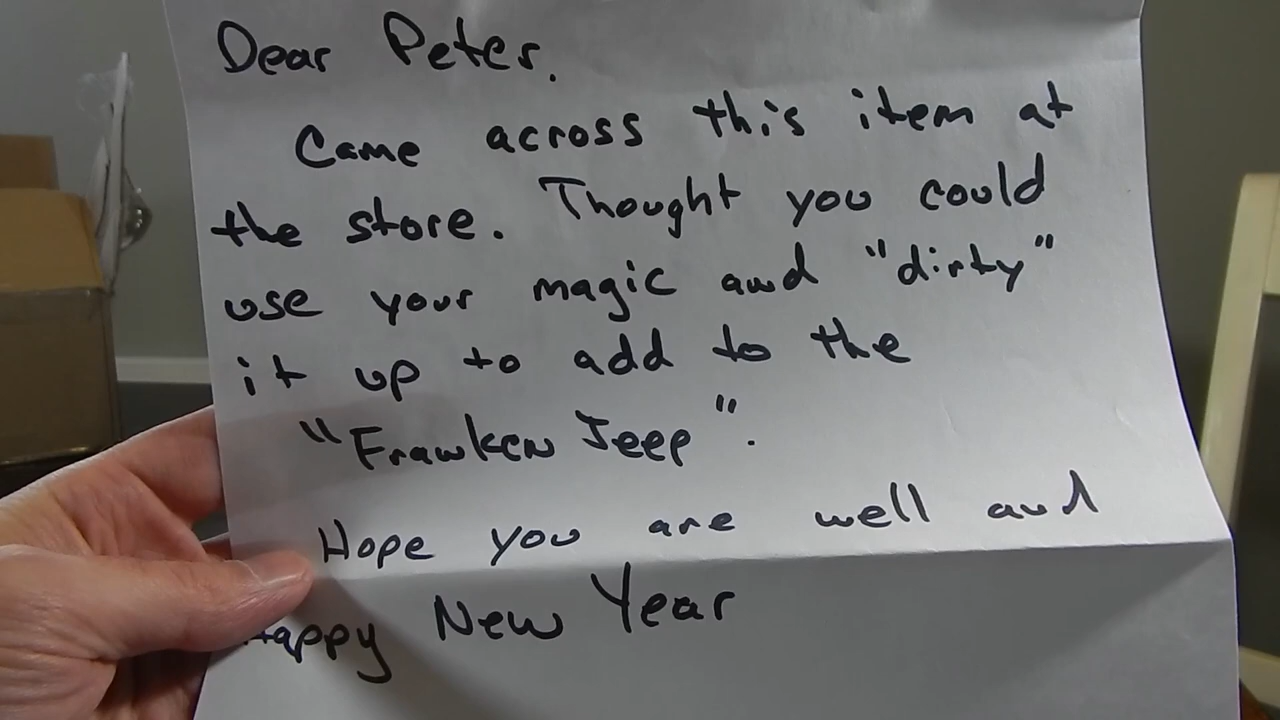 Dear Peter.
Came across this item at
the store. Thought you could
use your magic and "dirty"
it up to add to the
"Franken Jeep".
Hope you are well and
Happy New Year